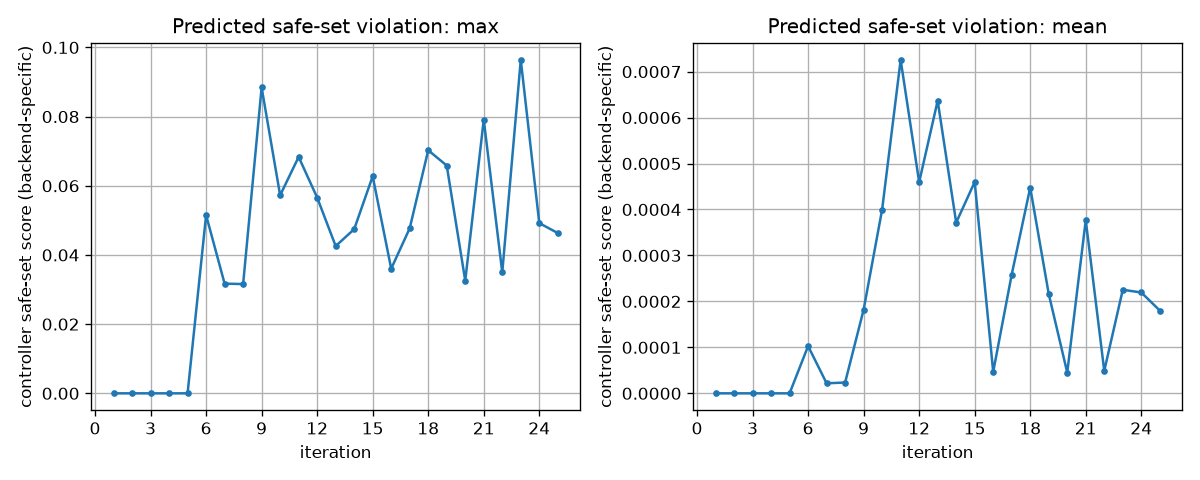 Predicted safe-set violation: max
controller safe-set score (backend-specific)
0.10
0.08
0.06
0.04
0.02
0.00
0 3 6 9 12 15 18 21 24
iteration
Predicted safe-set violation: mean
controller safe-set score (backend-specific)
0.0007
0.0006
0.0005
0.0004
0.0003
0.0002
0.0001
0.0000
0 3 6 9 12 15 18 21 24
iteration